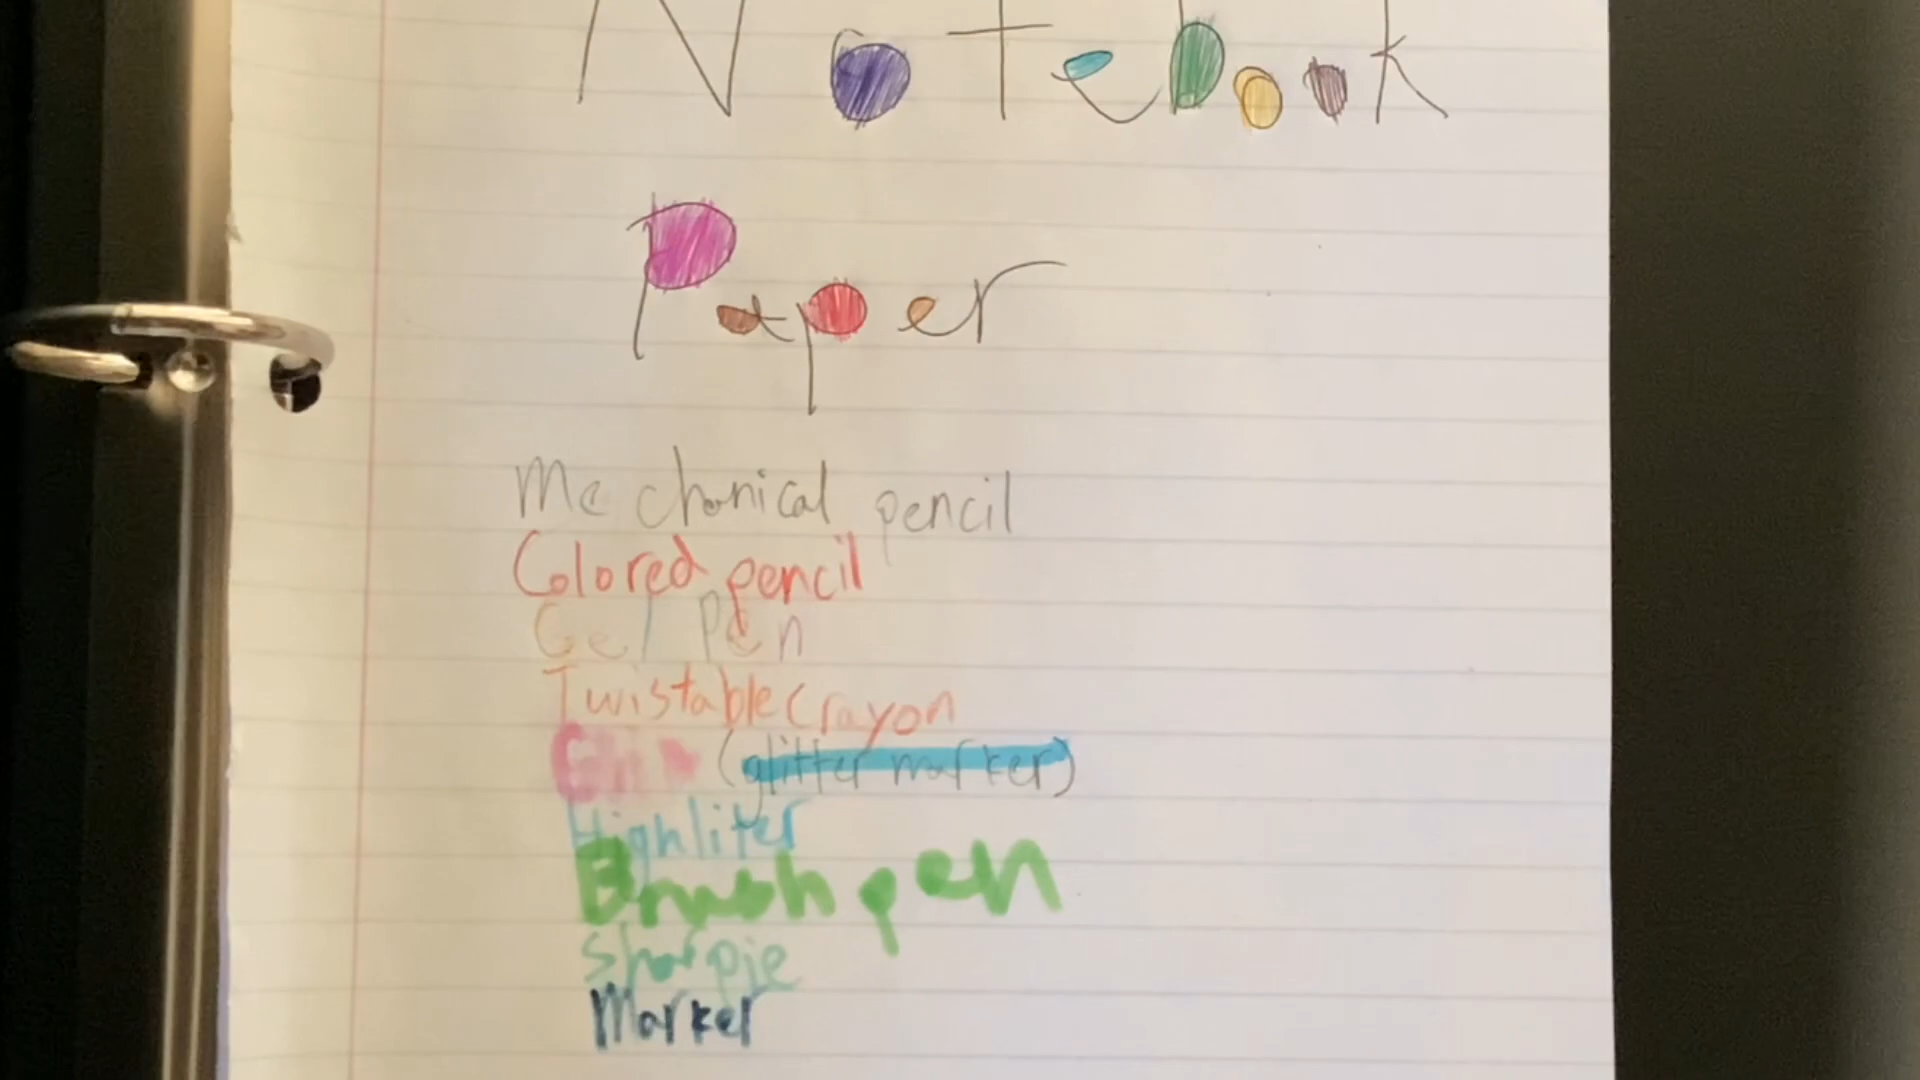 Notebook
Paper
Mechanical pencil
Colored pencil
Gel Pen
Twistable crayon
(glitter marker)
Highliter
Brush pen
Sharpie
Marker